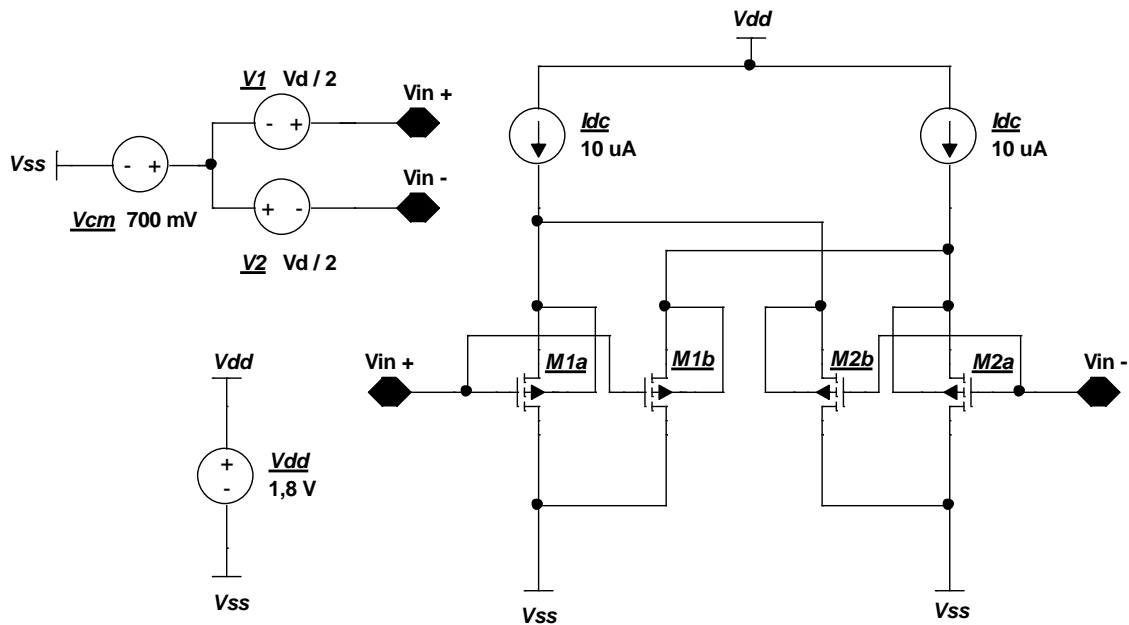 Vdd
V1 Vd / 2
Vin +
Idc
10 uA
Idc
10 uA
Vss
- +
- +
Vcm 700 mV
+ -
Vin -
V2 Vd / 2
Vdd
Vin +
M1a
M1b
M2b
M2a
Vin -
+
-
Vdd
1,8 V
Vss
Vss
Vss